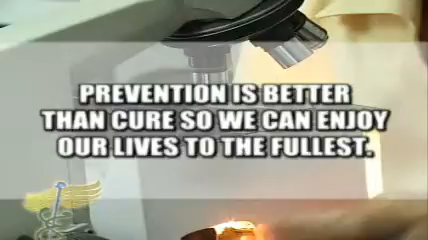 PREVENTION IS BETTER
THAN CURE SO WE CAN ENJOY
OUR LIVES TO THE FULLEST.